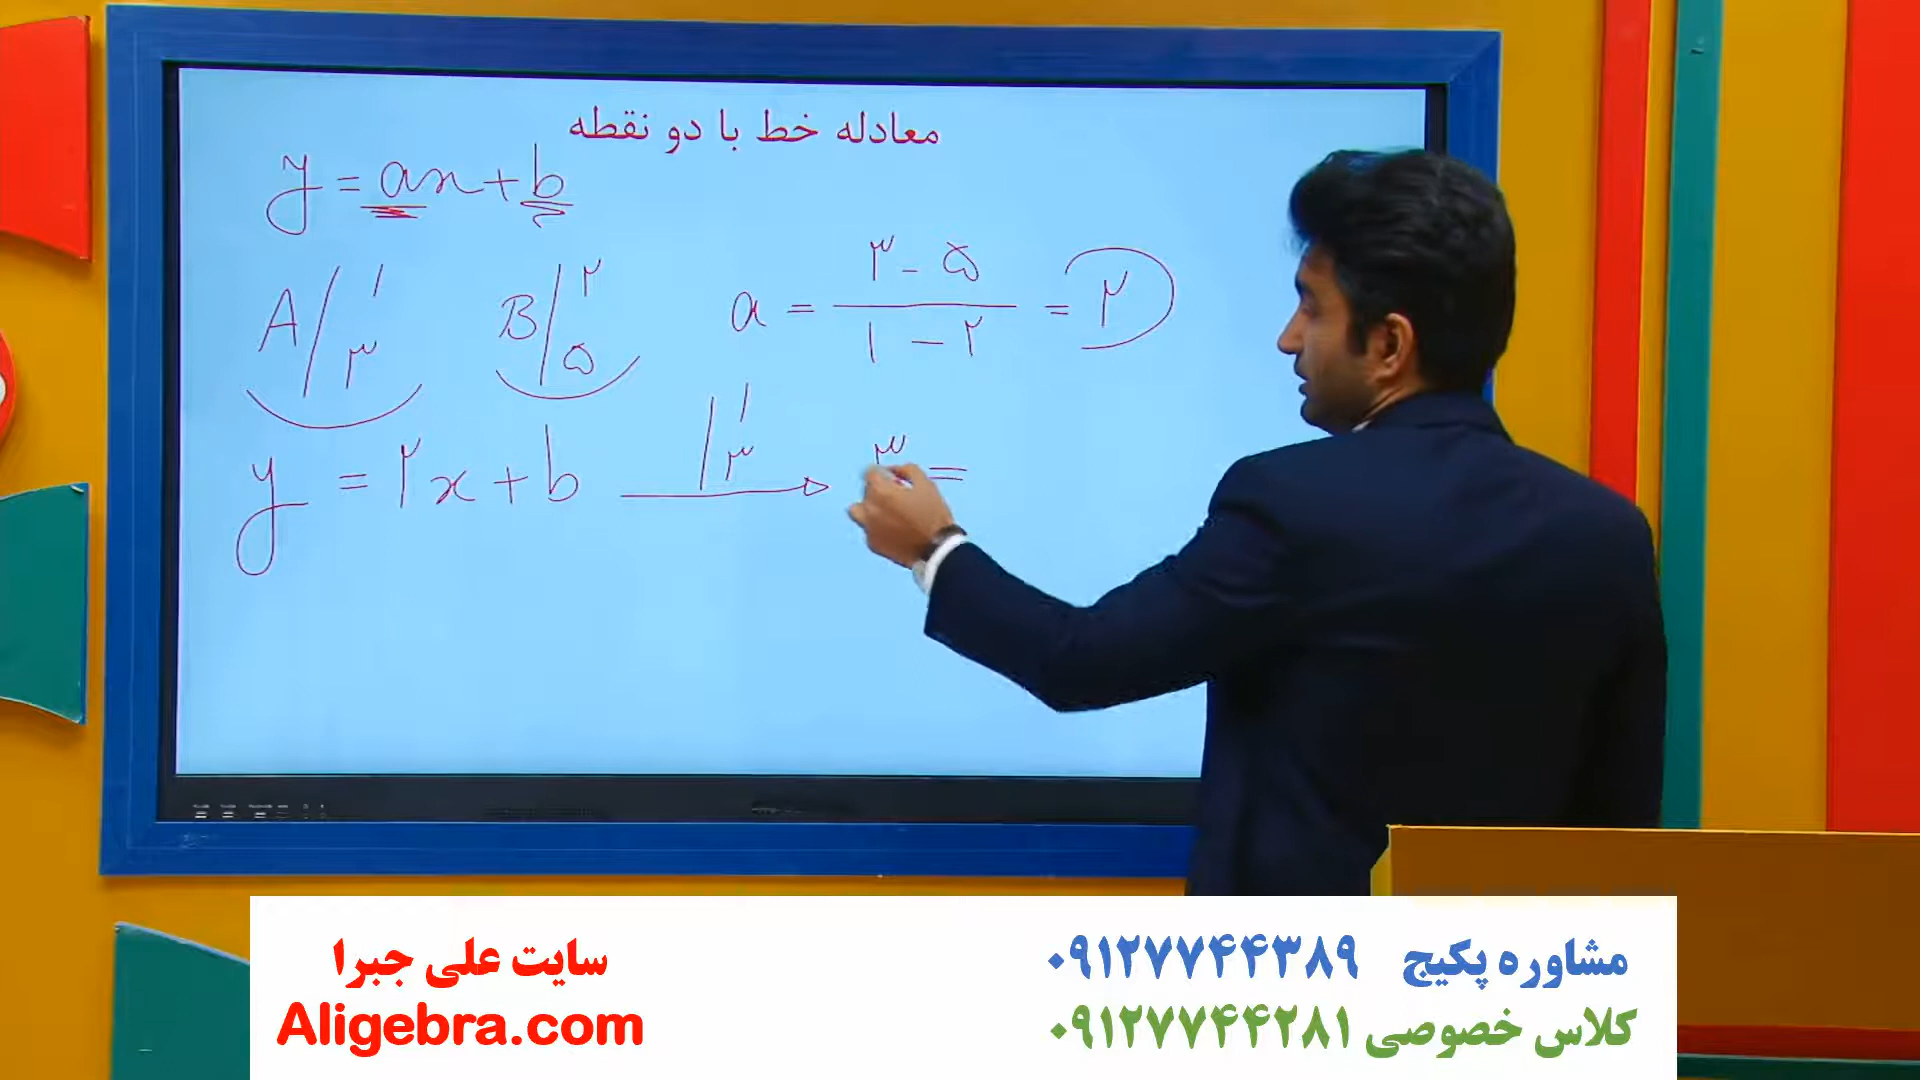 معادله خط با دو نقطه
y = ax + b
A / ۱ ۳
B / ۲ ۵
a = ۳ - ۵ / ۱ - ۲ = ۲
y = ۲x + b
/ ۱ ۳
۳ =
سایت علی جبرا
Aligebra.com
مشاوره پکیج ۰۹۱۲۷۷۴۴۳۸۹
کلاس خصوصی ۰۹۱۲۷۷۴۴۲۸۱